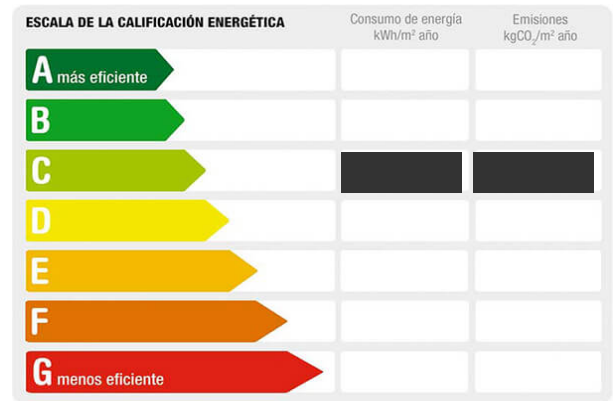 ESCALA DE LA CALIFICACIÓN ENERGÉTICA
Consumo de energía
kWh/m² año
Emisiones
kgCO₂/m² año
A más eficiente
B
C
D
E
F
G menos eficiente